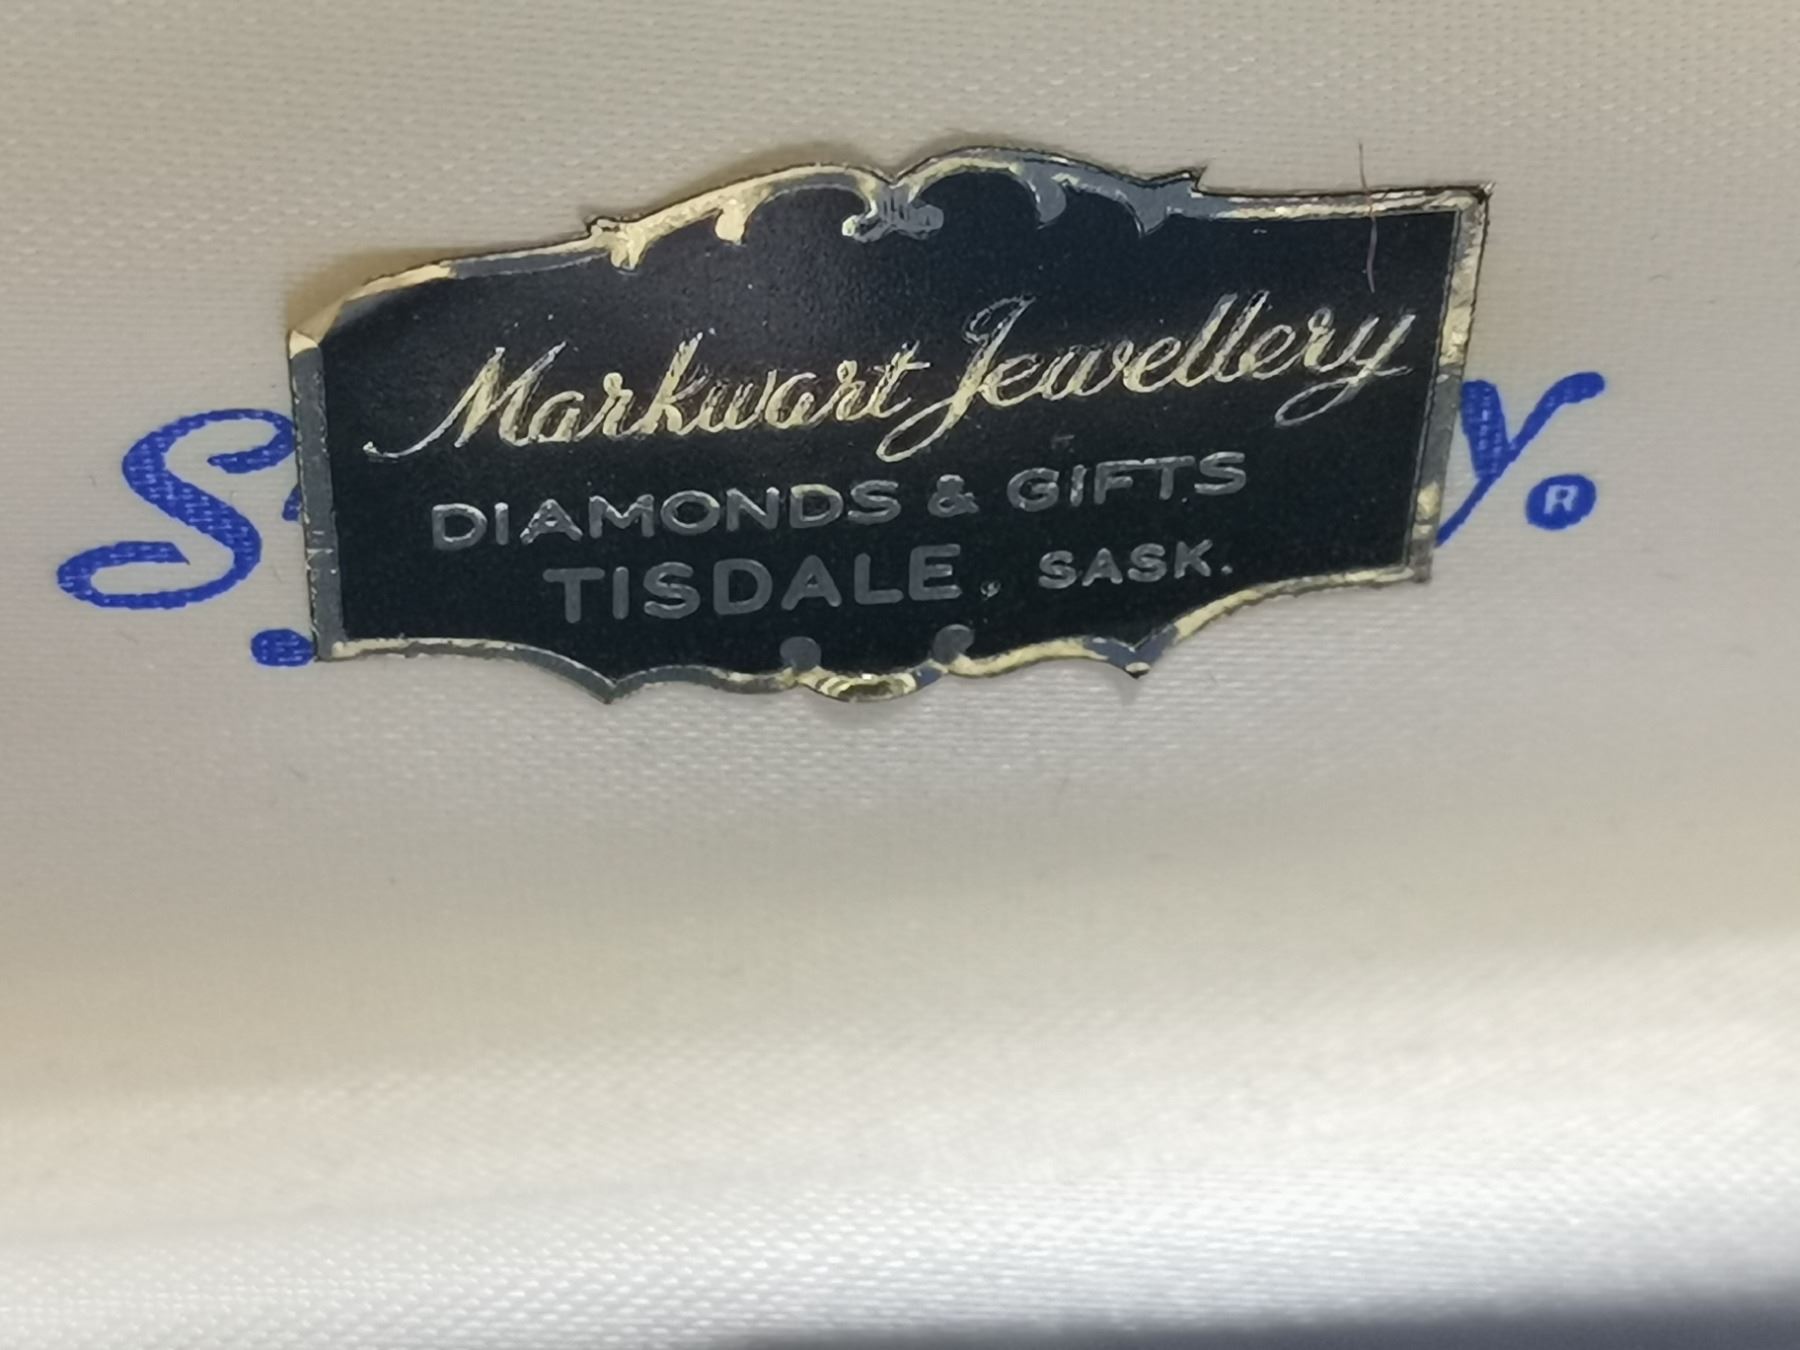 Markwart Jewellery
DIAMONDS & GIFTS
TISDALE, SASK.
®